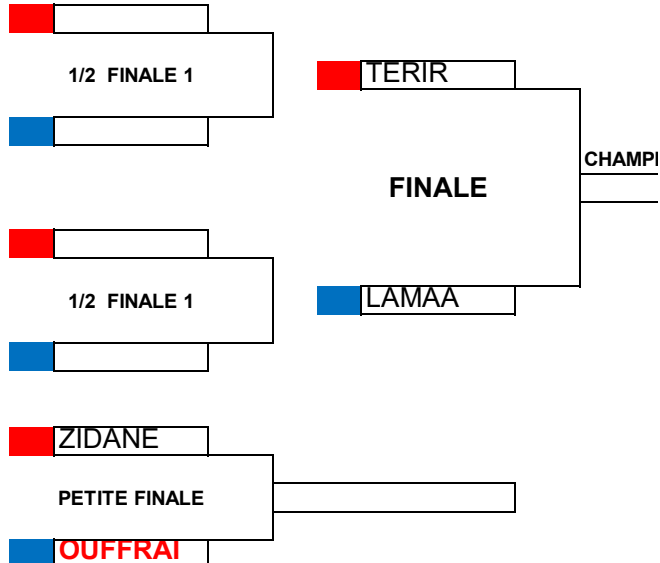 1/2 FINALE 1
TERIR
CHAMPI
FINALE
1/2 FINALE 1
LAMAA
ZIDANE
PETITE FINALE
OUFFRAI